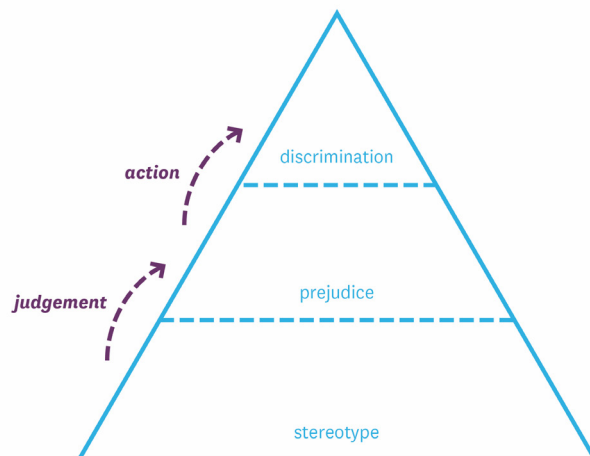 discrimination
action
prejudice
judgement
stereotype